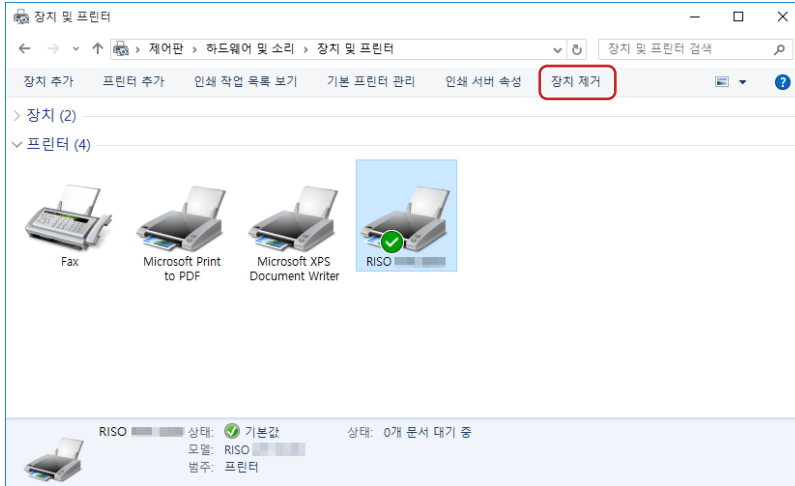 장치 및 프린터
제어판 › 하드웨어 및 소리 › 장치 및 프린터
장치 및 프린터 검색
장치 추가 프린터 추가 인쇄 작업 목록 보기 기본 프린터 관리 인쇄 서버 속성 장치 제거
장치 (2)
프린터 (4)
Fax
Microsoft Print to PDF
Microsoft XPS Document Writer
RISO
RISO 상태: 기본값 상태: 0개 문서 대기 중
모델: RISO
범주: 프린터